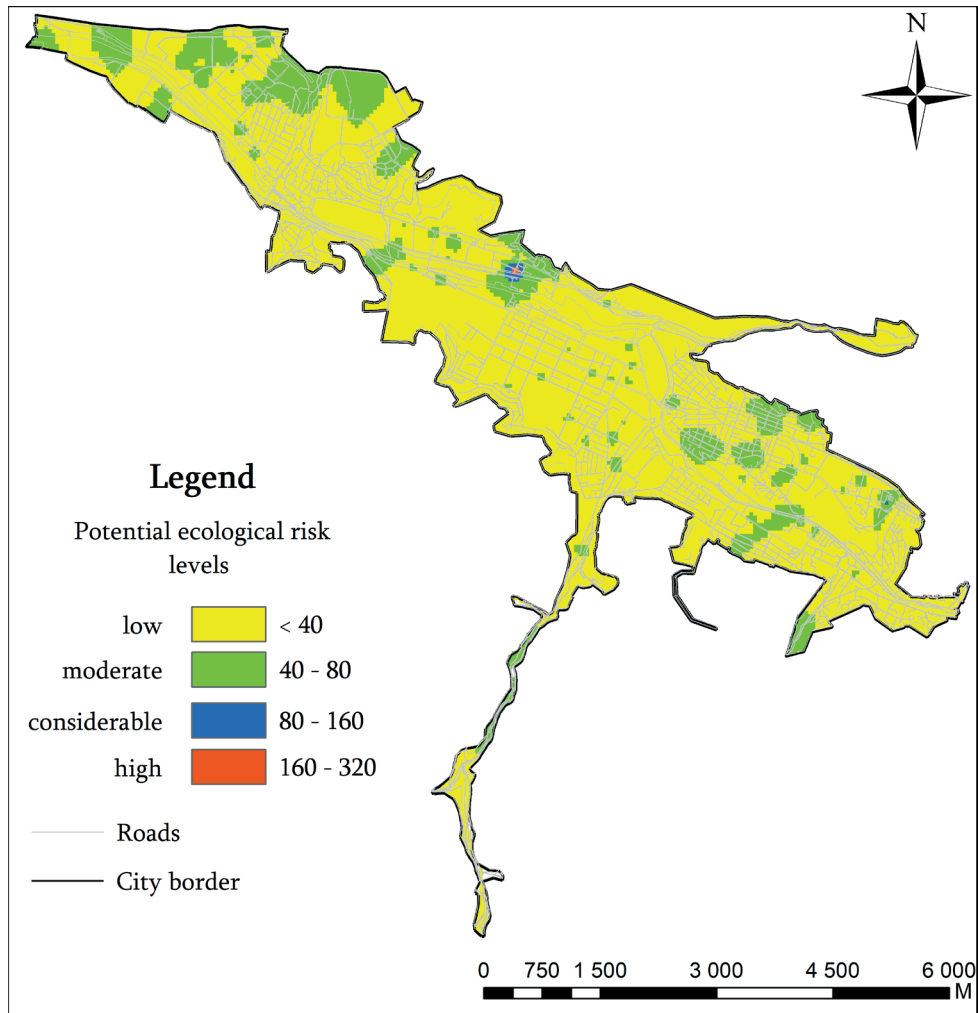 N
Legend
Potential ecological risk
levels
low < 40
moderate 40 - 80
considerable 80 - 160
high 160 - 320
Roads
City border
0 750 1 500 3 000 4 500 6 000
M